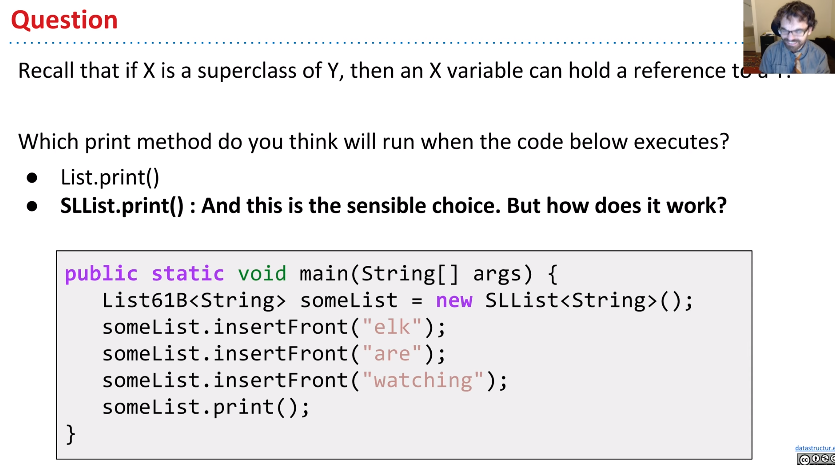 Question
Recall that if X is a superclass of Y, then an X variable can hold a reference to a Y.
Which print method do you think will run when the code below executes?
● List.print()
● SLList.print() : And this is the sensible choice. But how does it work?
public static void main(String[] args) {
List61B<String> someList = new SLList<String>();
someList.insertFront("elk");
someList.insertFront("are");
someList.insertFront("watching");
someList.print();
}
datastructur.e